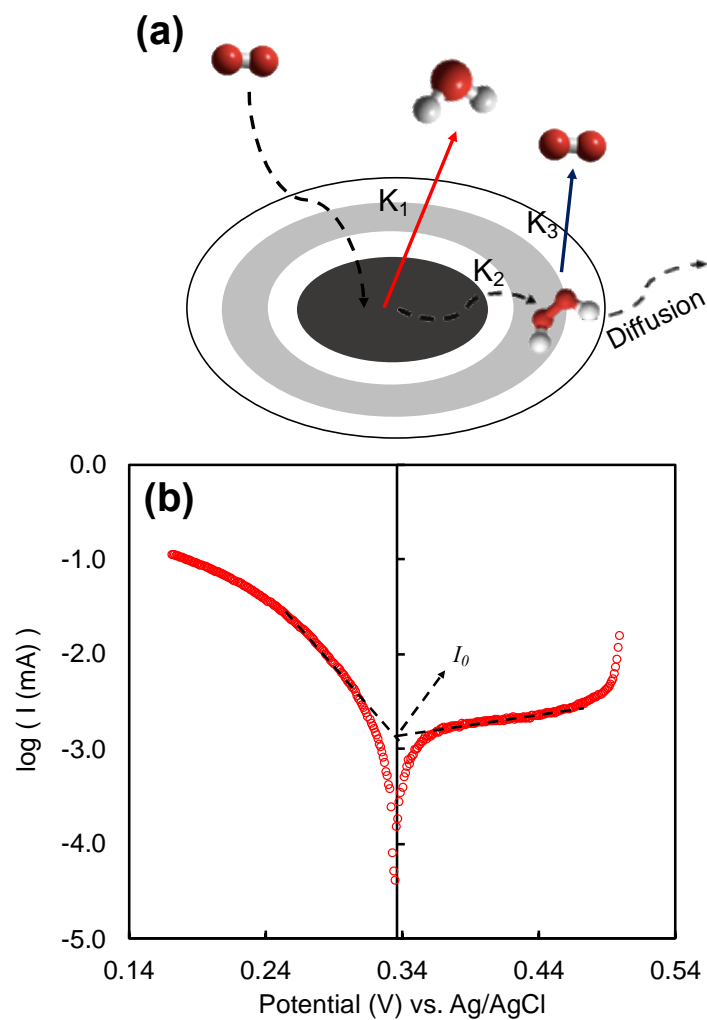 (a)
K1
K3
K2
Diffusion
(b)
0.0
-1.0
-2.0
-3.0
-4.0
-5.0
log ( I (mA) )
I0
0.14
0.24
0.34
0.44
0.54
Potential (V) vs. Ag/AgCl